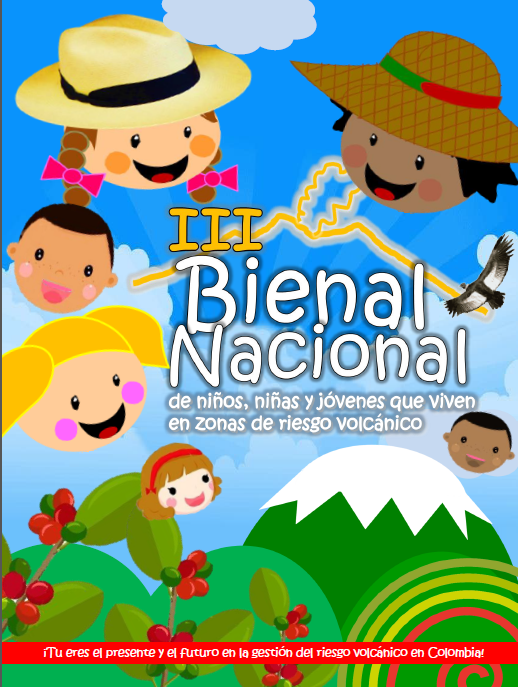 III
Bienal
Nacional
de niños, niñas y jóvenes que viven
en zonas de riesgo volcánico
¡Tu eres el presente y el futuro en la gestión del riesgo volcánico en Colombia!